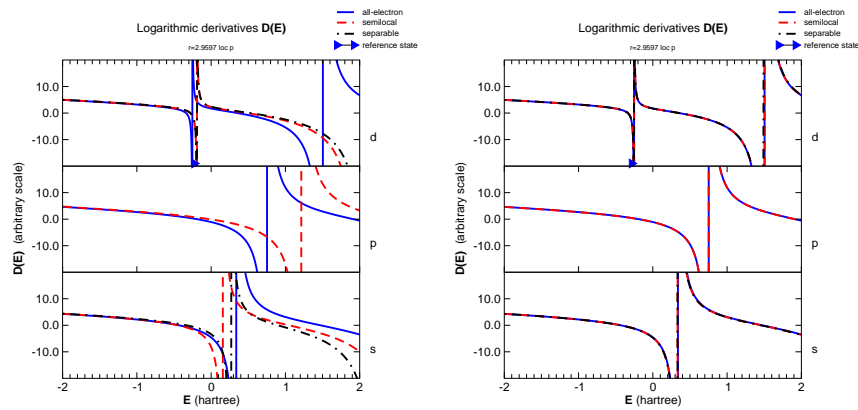 all-electron
semilocal
separable
reference state
Logarithmic derivatives D(E)
r=2.9597 loc p
10.0
0.0
-10.0
d
10.0
0.0
-10.0
p
10.0
0.0
-10.0
s
D(E) (arbitrary scale)
-2 -1 0 1 2
E (hartree)
all-electron
semilocal
separable
reference state
Logarithmic derivatives D(E)
r=2.9597 loc p
10.0
0.0
-10.0
d
10.0
0.0
-10.0
p
10.0
0.0
-10.0
s
D(E) (arbitrary scale)
-2 -1 0 1 2
E (hartree)